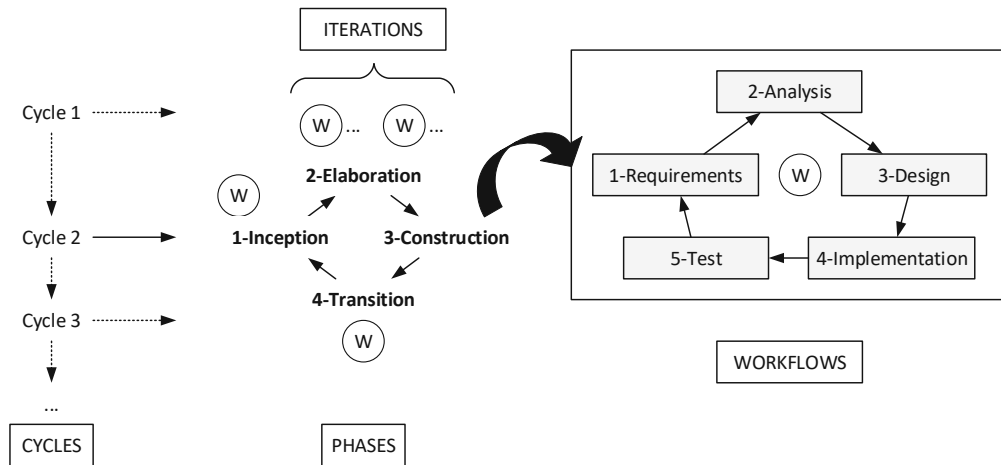 ITERATIONS
Cycle 1
W ... W ...
2-Elaboration
W
Cycle 2
1-Inception
3-Construction
4-Transition
Cycle 3
W
...
CYCLES
PHASES
2-Analysis
1-Requirements
W
3-Design
5-Test
4-Implementation
WORKFLOWS